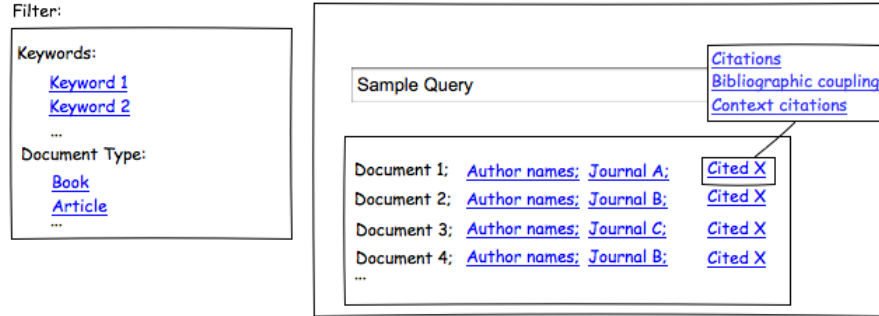 Filter:
Keywords:
Keyword 1
Keyword 2
...
Document Type:
Book
Article
...
Sample Query
Citations
Bibliographic coupling
Context citations
Document 1; Author names; Journal A; Cited X
Document 2; Author names; Journal B; Cited X
Document 3; Author names; Journal C; Cited X
Document 4; Author names; Journal B; Cited X
...